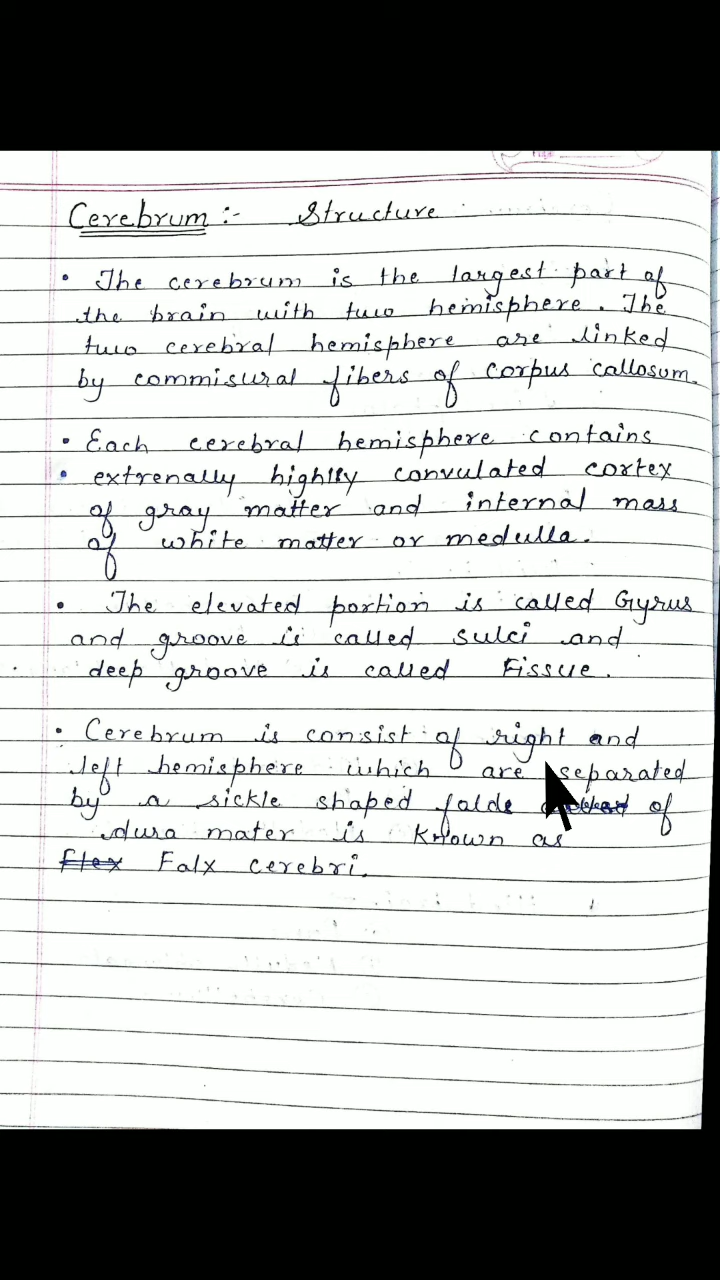 Cerebrum :- Structure
• The cerebrum is the largest part of
the brain with two hemisphere. The
two cerebral hemisphere are linked
by commisural fibers of corpus callosum.
• Each cerebral hemisphere contains
• extrenally highly convulated cortex
of gray matter and internal mass
of white matter or medulla.
• The elevated portion is called Gyrus
and groove is called sulci and
deep groove is called Fissue.
• Cerebrum is consist of right and
left hemisphere which are separated
by a sickle shaped folds of
dura mater is known as
flex Falx cerebri.